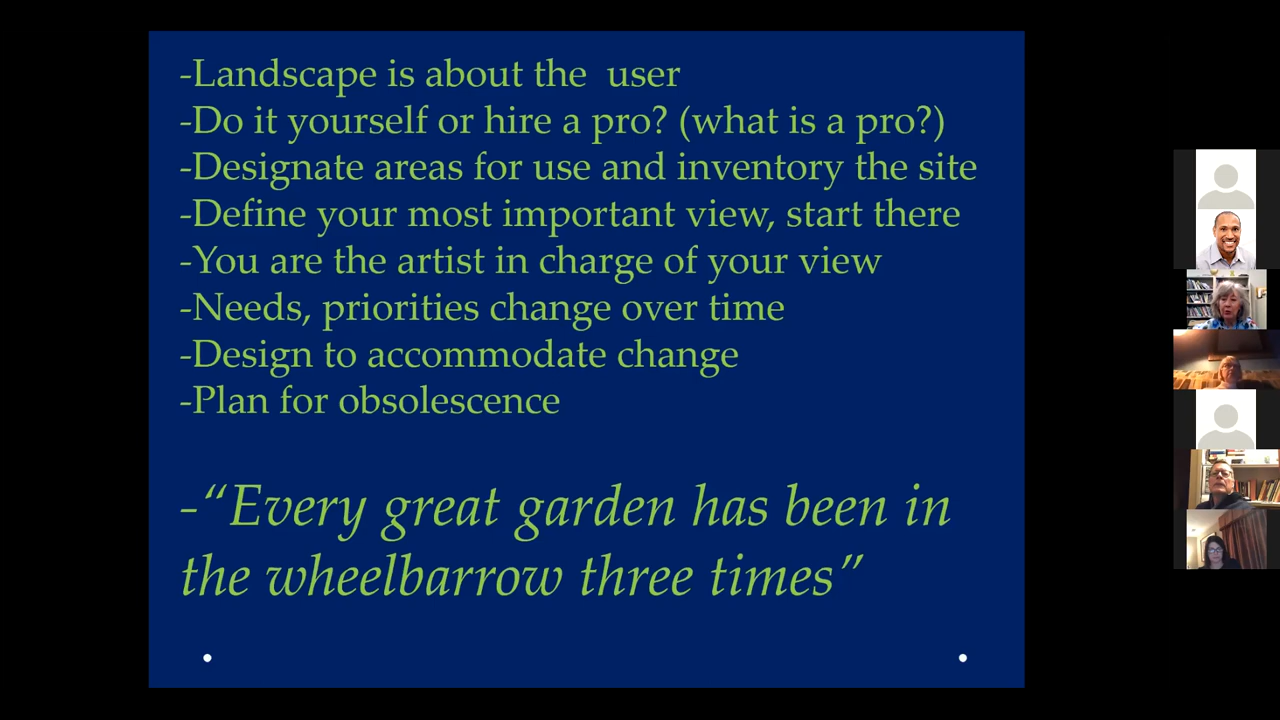 -Landscape is about the  user
-Do it yourself or hire a pro? (what is a pro?)
-Designate areas for use and inventory the site
-Define your most important view, start there
-You are the artist in charge of your view
-Needs, priorities change over time
-Design to accommodate change
-Plan for obsolescence
-“Every great garden has been in
the wheelbarrow three times”